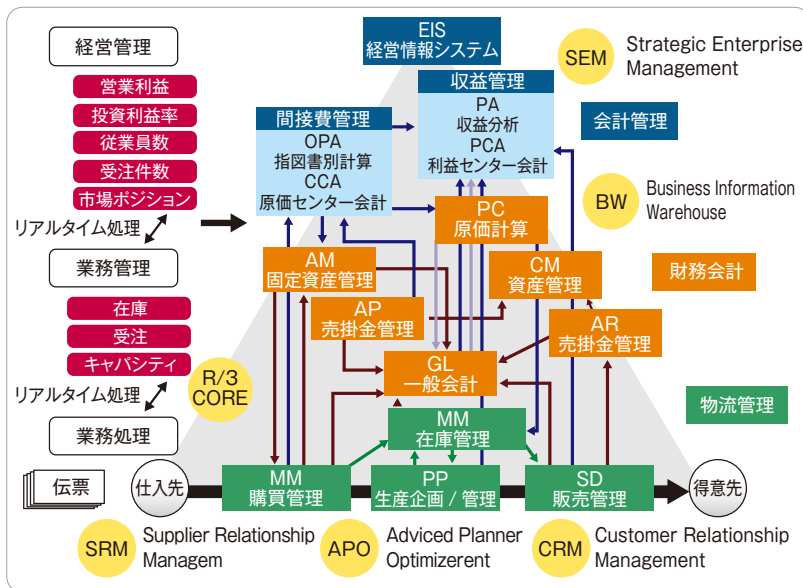 経営管理
営業利益
投資利益率
従業員数
受注件数
市場ポジション
リアルタイム処理
業務管理
在庫
受注
キャパシティ
リアルタイム処理
業務処理
伝票
仕入先
EIS
経営情報システム
SEM
Strategic Enterprise
Management
収益管理
PA
収益分析
PCA
利益センター会計
間接費管理
OPA
指図書別計算
CCA
原価センター会計
会計管理
BW
Business Information
Warehouse
PC
原価計算
AM
固定資産管理
CM
資産管理
財務会計
AP
売掛金管理
AR
売掛金管理
GL
一般会計
R/3
CORE
物流管理
MM
在庫管理
MM
購買管理
PP
生産企画 / 管理
SD
販売管理
得意先
SRM
Supplier Relationship
Managem
APO
Adviced Planner
Optimizerent
CRM
Customer Relationship
Management